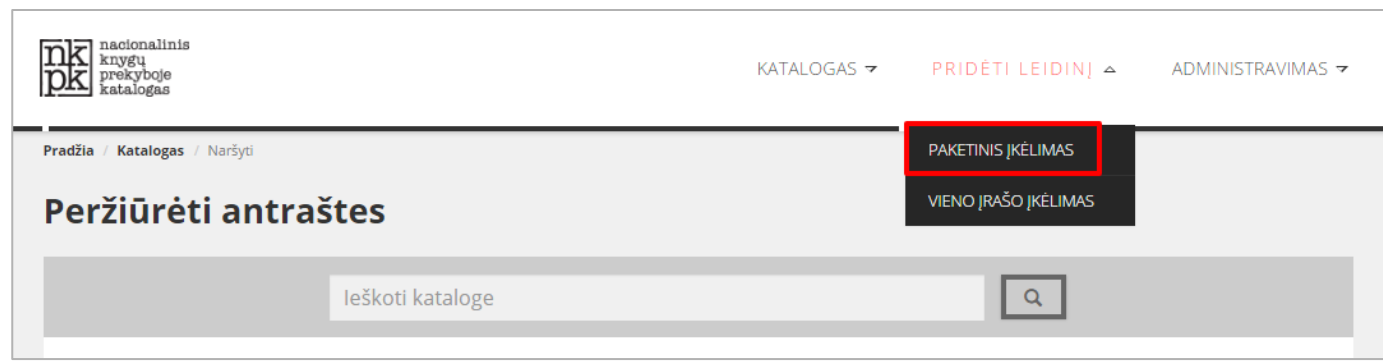 nk
pk
nacionalinis
knygų
prekyboje
katalogas
KATALOGAS
PRIDĖTI LEIDINĮ
ADMINISTRAVIMAS
Pradžia / Katalogas / Naršyti
PAKETINIS ĮKĖLIMAS
VIENO ĮRAŠO ĮKĖLIMAS
Peržiūrėti antraštes
Ieškoti kataloge